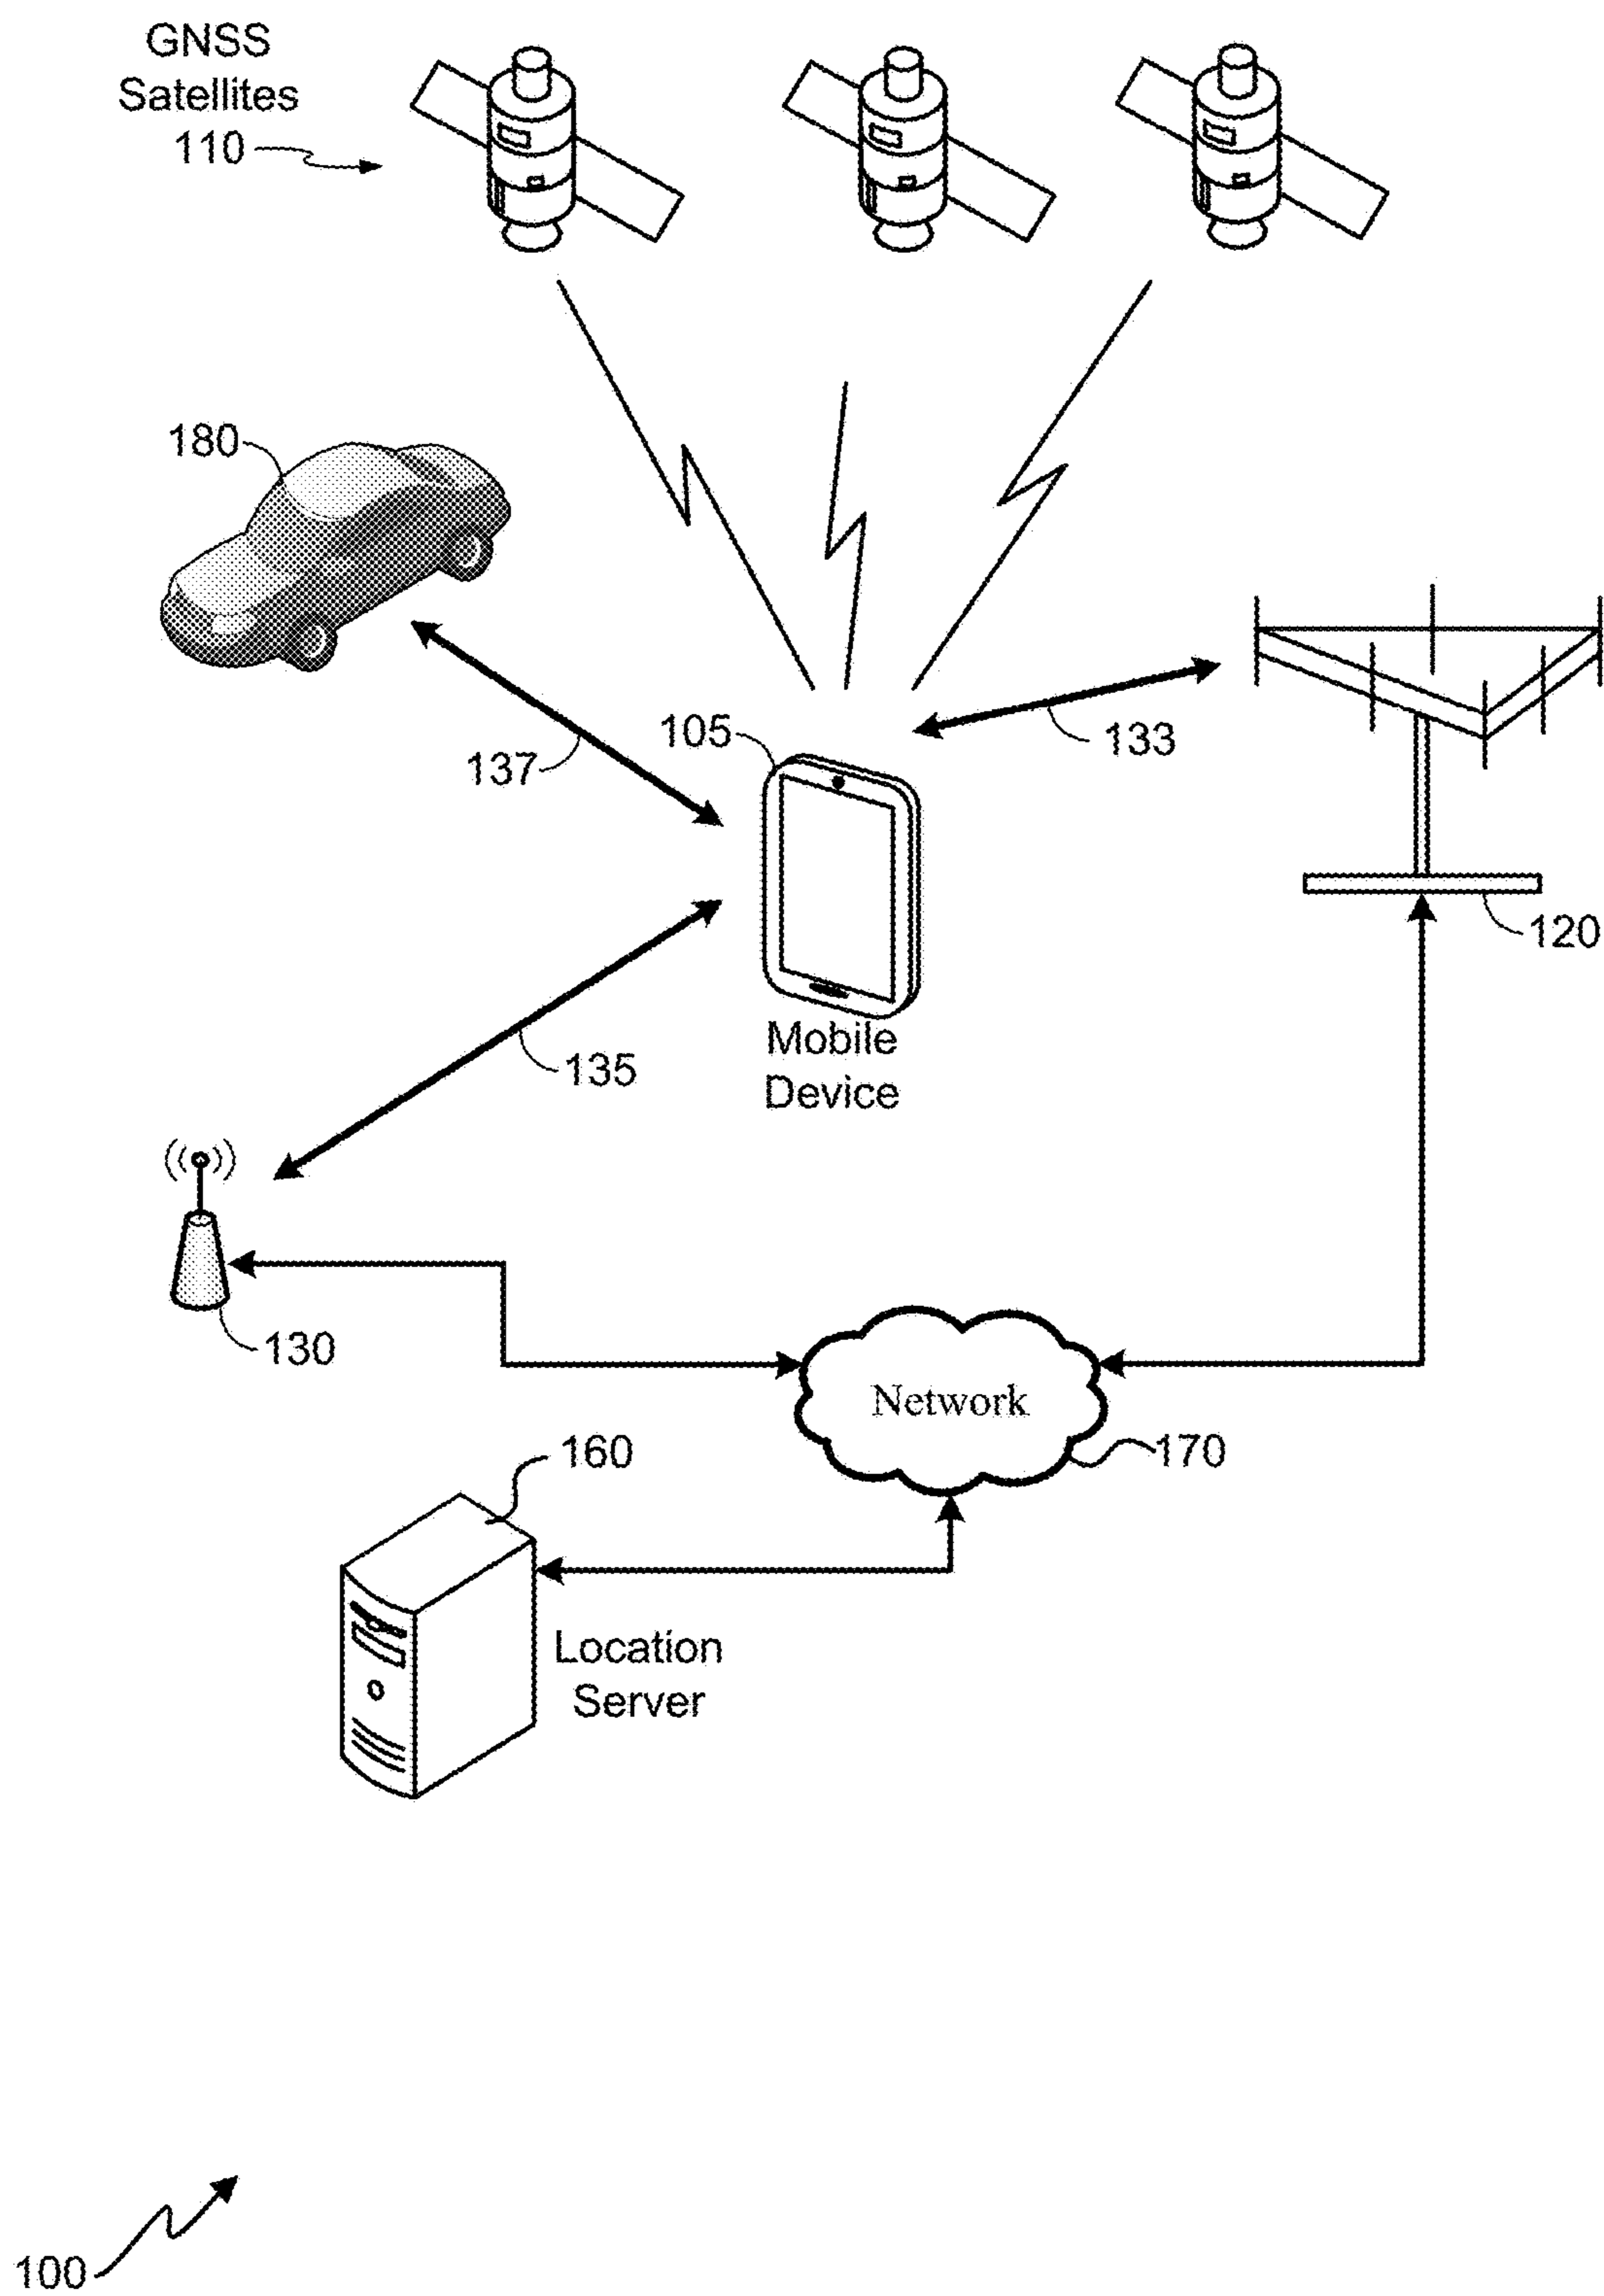 GNSS
Satellites
110
180
105
133
137
120
135
Mobile
Device
130
Network
170
160
Location
Server
100